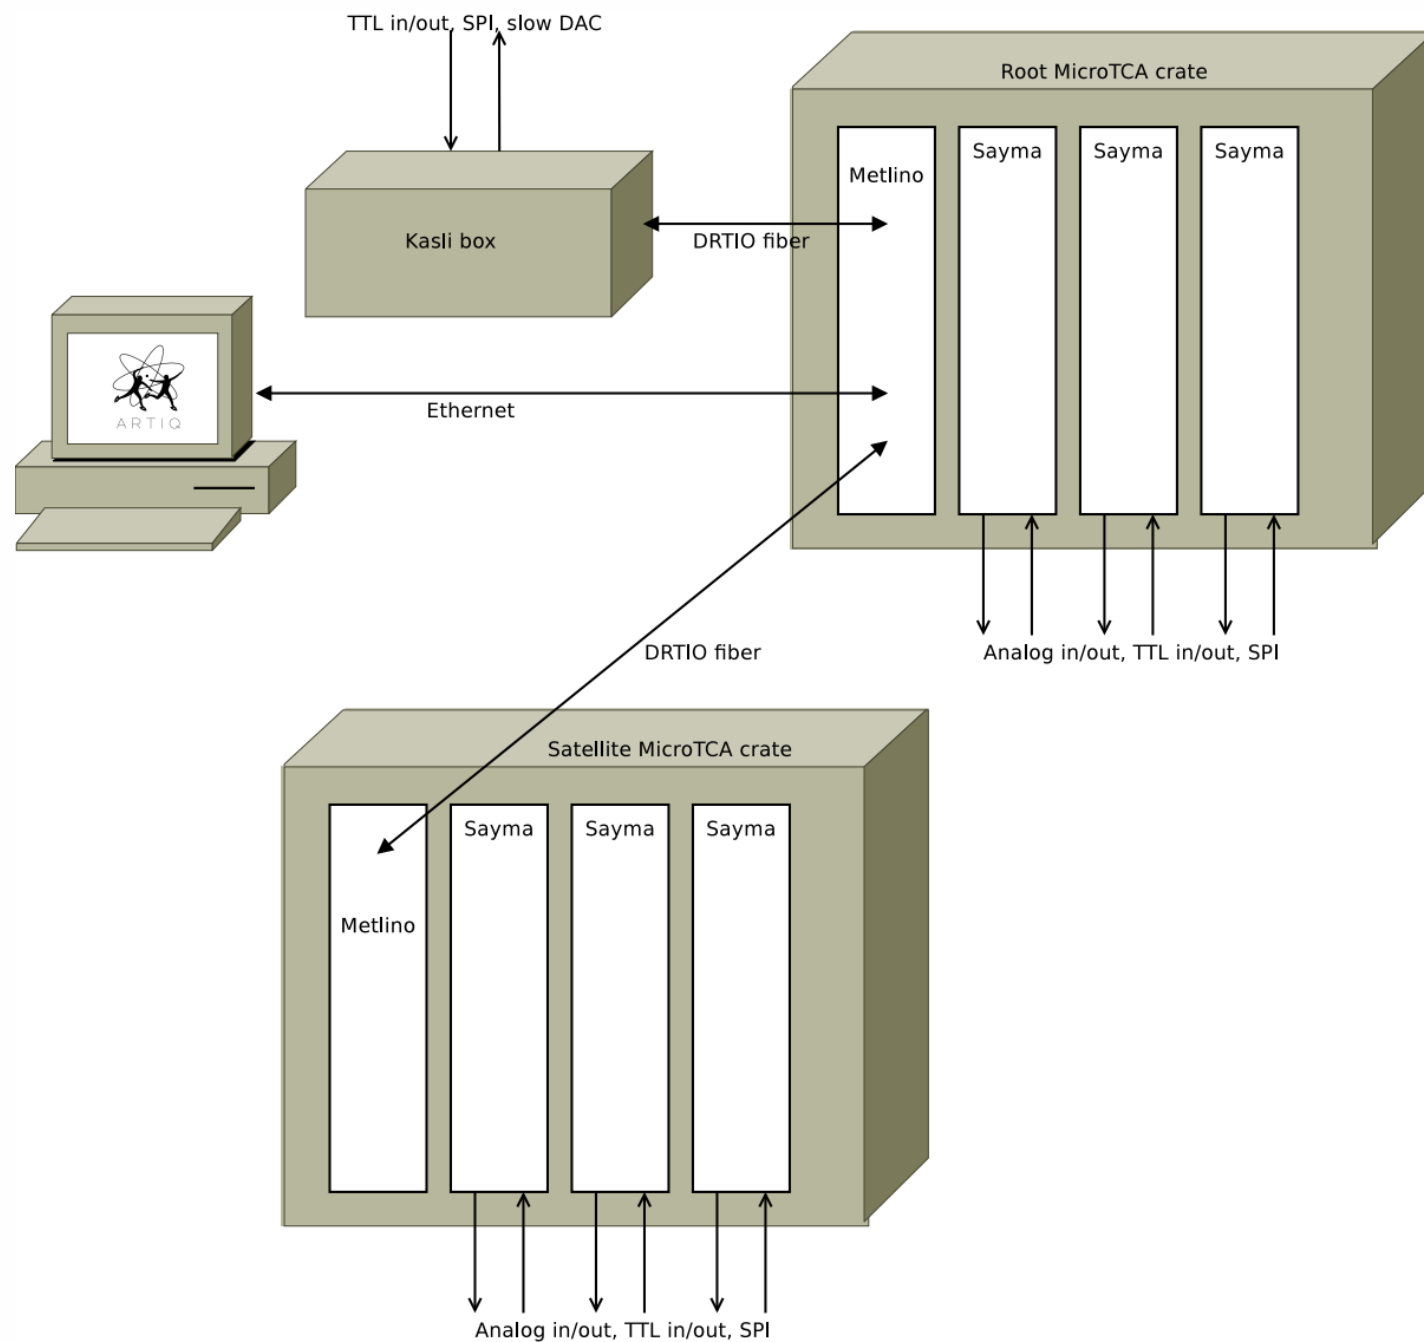 TTL in/out, SPI, slow DAC
Root MicroTCA crate
Metlino
Sayma
Sayma
Sayma
Kasli box
DRTIO fiber
ARTIQ
Ethernet
DRTIO fiber
Analog in/out, TTL in/out, SPI
Satellite MicroTCA crate
Metlino
Sayma
Sayma
Sayma
Analog in/out, TTL in/out, SPI